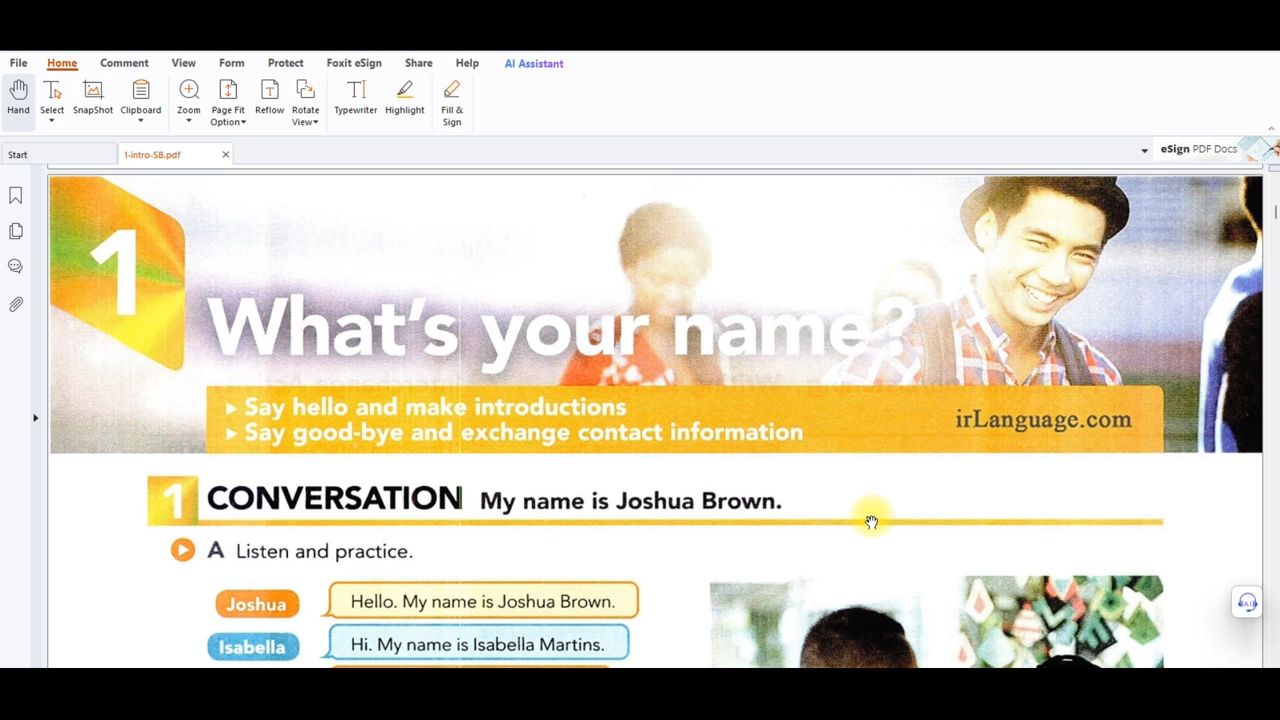 File Home Comment View Form Protect Foxit eSign Share Help AI Assistant
Hand Select SnapShot Clipboard Zoom Page Fit Option Reflow Rotate View Typewriter Highlight Fill & Sign
Start 1-intro-SB.pdf eSign PDF Docs
1
What's your name?
Say hello and make introductions
Say good-bye and exchange contact information
irLanguage.com
1 CONVERSATION My name is Joshua Brown.
A Listen and practice.
Joshua Hello. My name is Joshua Brown.
Isabella Hi. My name is Isabella Martins.